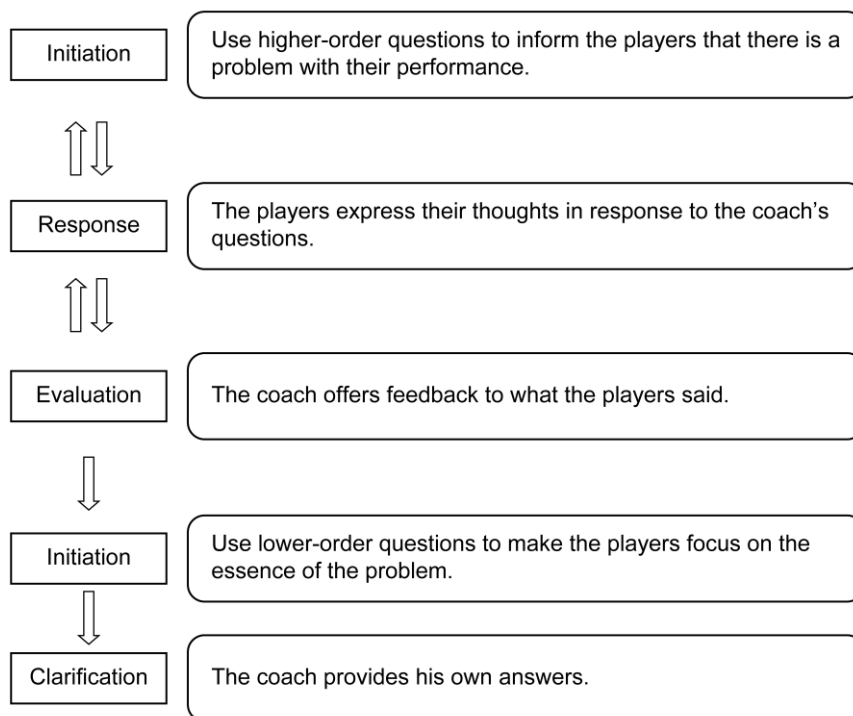 Initiation
Use higher-order questions to inform the players that there is a
problem with their performance.
Response
The players express their thoughts in response to the coach's
questions.
Evaluation
The coach offers feedback to what the players said.
Initiation
Use lower-order questions to make the players focus on the
essence of the problem.
Clarification
The coach provides his own answers.